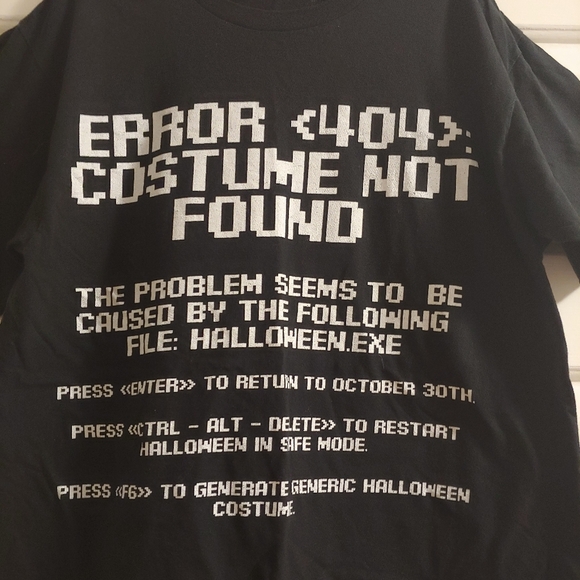 ERROR <404>:
COSTUME NOT
FOUND
THE PROBLEM SEEMS TO BE
CAUSED BY THE FOLLOWING
FILE: HALLOWEEN.EXE
PRESS «ENTER» TO RETURN TO OCTOBER 30TH.
PRESS «CTRL - ALT - DELETE» TO RESTART
HALLOWEEN IN SAFE MODE.
PRESS «F6» TO GENERATE GENERIC HALLOWEEN
COSTUME.